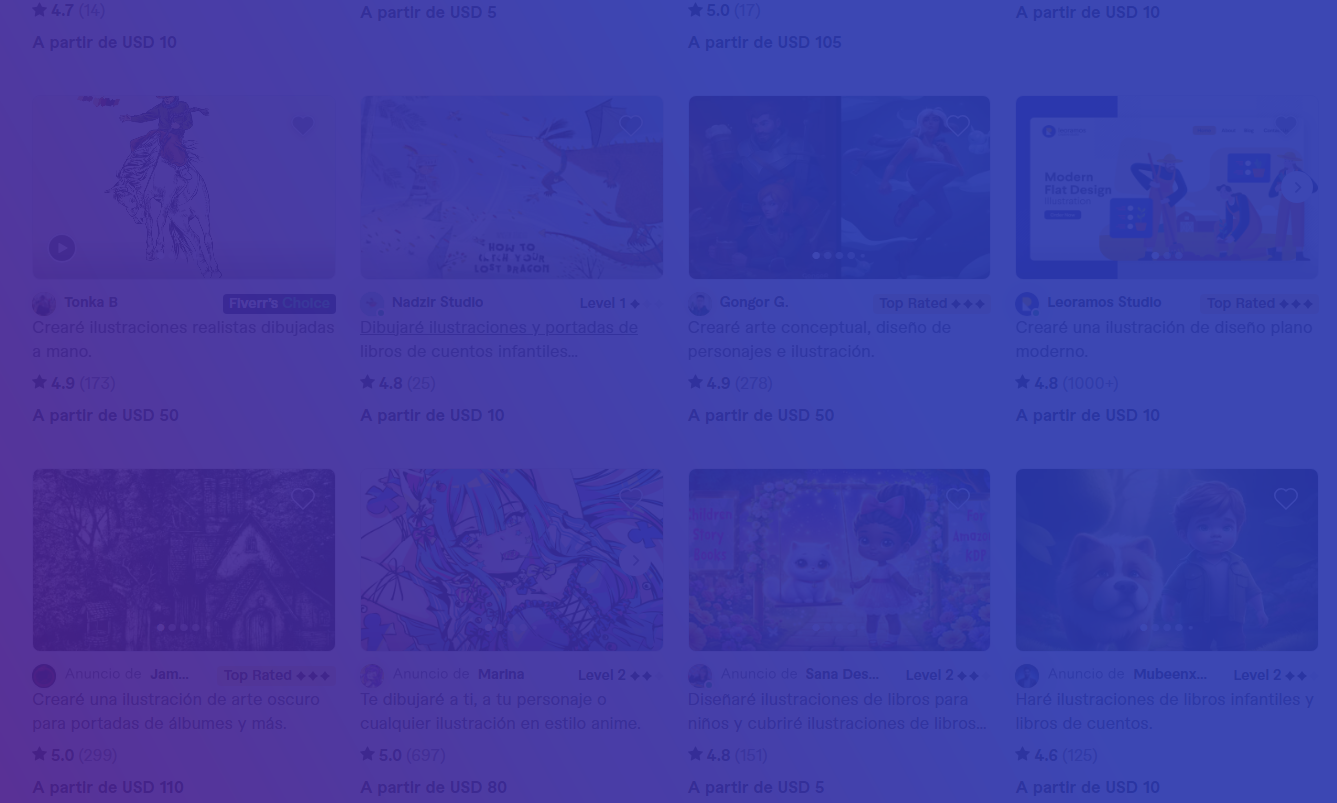 4.7 (14)
A partir de USD 10
A partir de USD 5
5.0 (17)
A partir de USD 105
A partir de USD 10
Tonka B
Fiverr's Choice
Crearé ilustraciones realistas dibujadas
a mano.
4.9 (173)
A partir de USD 50
HOW TO
CATCH YOUR
LOST DRAGON
Nadzir Studio
Level 1
Dibujaré ilustraciones y portadas de
libros de cuentos infantiles...
4.8 (25)
A partir de USD 10
Gongor G.
Top Rated
Crearé arte conceptual, diseño de
personajes e ilustración.
4.9 (278)
A partir de USD 50
Modern
Flat Design
Illustration
Leoramos Studio
Top Rated
Crearé una ilustración de diseño plano
moderno.
4.8 (1000+)
A partir de USD 10
Anuncio de Jam...
Top Rated
Crearé una ilustración de arte oscuro
para portadas de álbumes y más.
5.0 (299)
A partir de USD 110
Anuncio de Marina
Level 2
Te dibujaré a ti, a tu personaje o
cualquier ilustración en estilo anime.
5.0 (697)
A partir de USD 80
Children
Story
Books
For
Amazon
KDP
Anuncio de Sana Des...
Level 2
Diseñaré ilustraciones de libros para
niños y cubriré ilustraciones de libros...
4.8 (151)
A partir de USD 5
Anuncio de Mubeenx...
Level 2
Haré ilustraciones de libros infantiles y
libros de cuentos.
4.6 (125)
A partir de USD 10